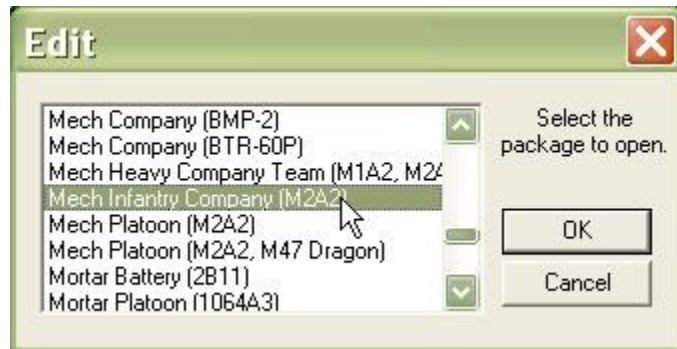 Edit
Mech Company (BMP-2)
Mech Company (BTR-60P)
Mech Heavy Company Team (M1A2, M2A
Mech Infantry Company (M2A2)
Mech Platoon (M2A2)
Mech Platoon (M2A2, M47 Dragon)
Mortar Battery (2B11)
Mortar Platoon (1064A3)
Select the
package to open.
OK
Cancel